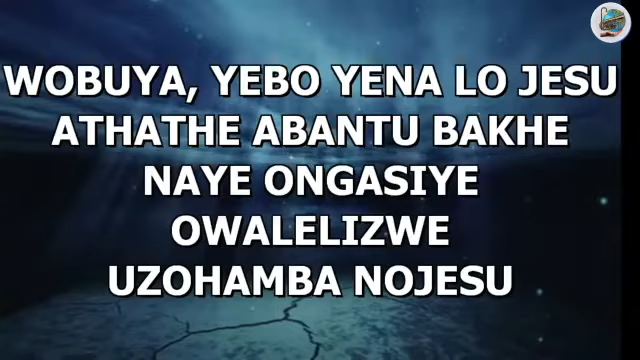 WOBUYA, YEBO YENA LO JESU
ATHATHE ABANTU BAKHE
NAYE ONGASIYE
OWALELIZWE
UZOHAMBA NOJESU